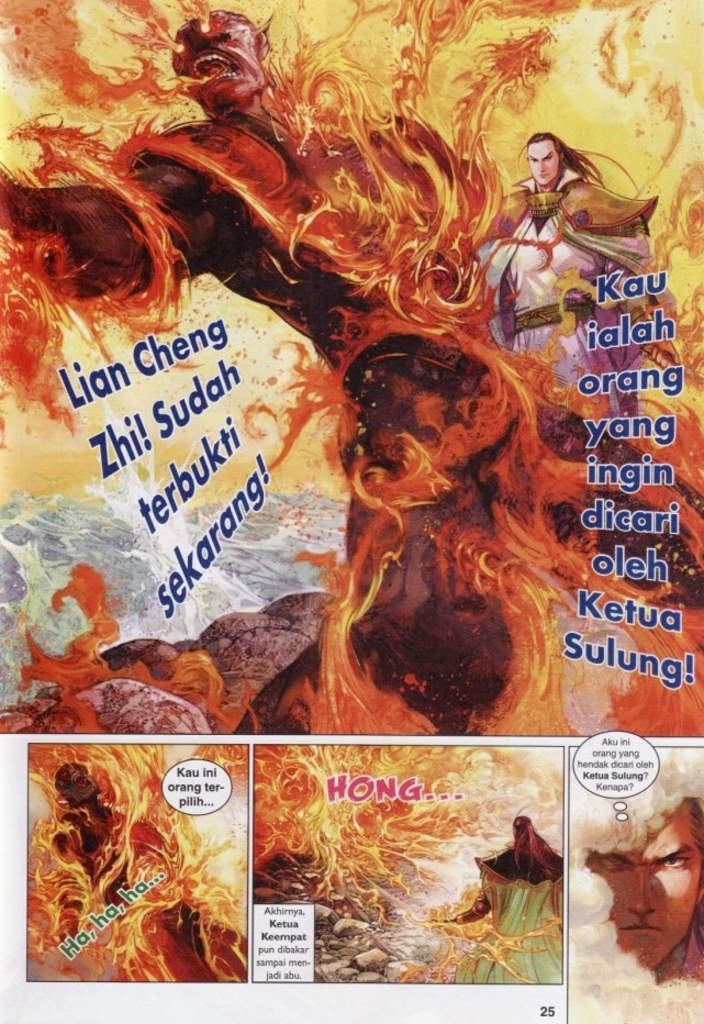 Lian Cheng
Zhi! Sudah
terbukti
sekarang!
Kau
ialah
orang
yang
ingin
dicari
oleh
Ketua
Sulung!
Kau ini
orang ter-
pilih...
Ha, ha, ha...
HONG...
Akhirnya,
Ketua
Keempat
pun dibakar
sampai men-
jadi abu.
Aku ini
orang yang
hendak dicari oleh
Ketua Sulung?
Kenapa?
25